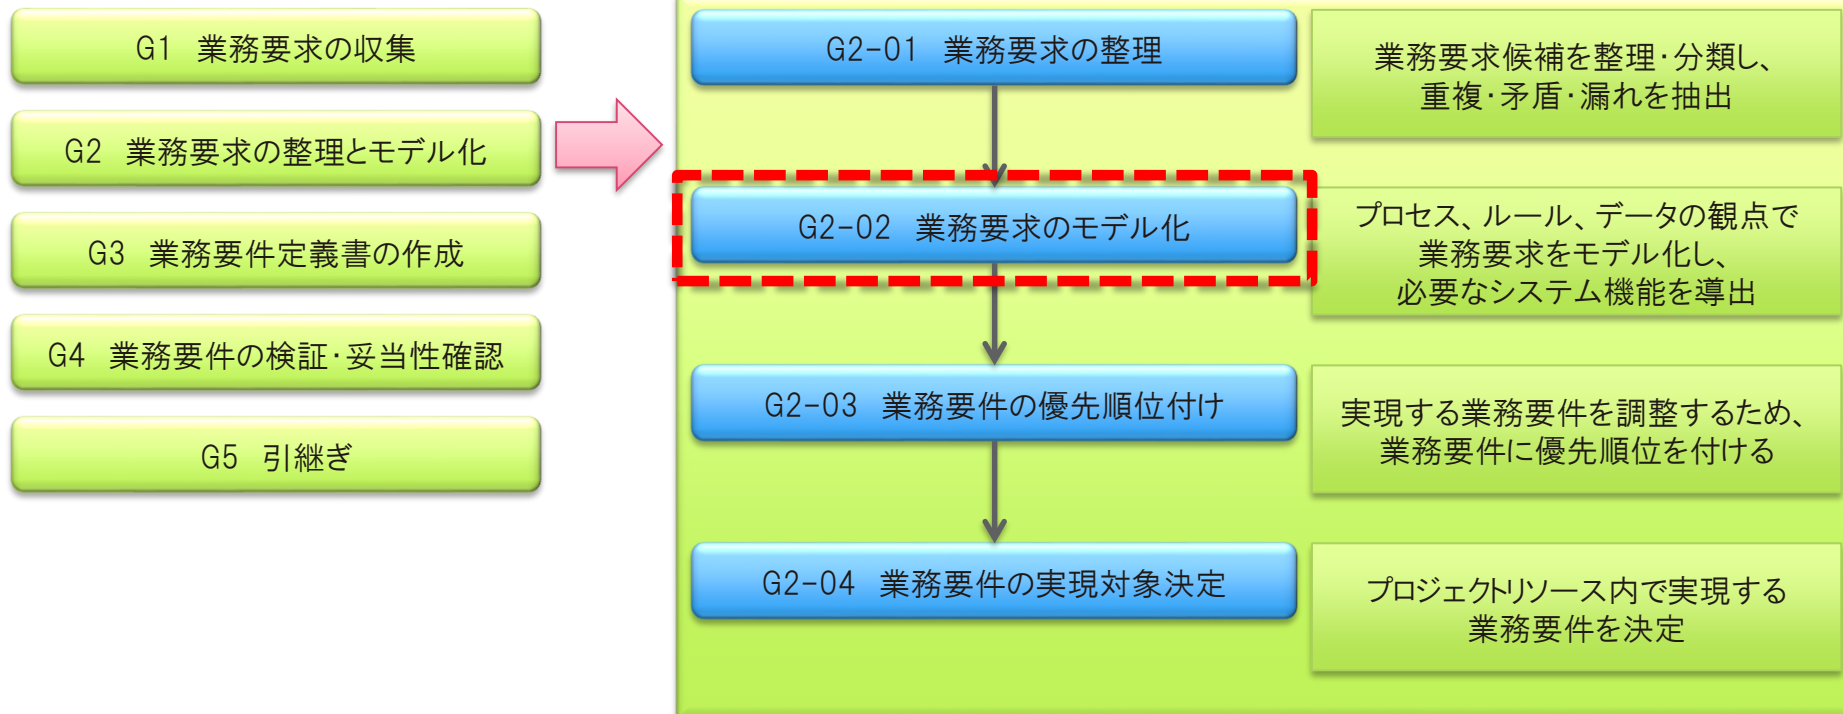 G1 業務要求の収集
G2 業務要求の整理とモデル化
G3 業務要件定義書の作成
G4 業務要件の検証・妥当性確認
G5 引継ぎ
G2-01 業務要求の整理
業務要求候補を整理・分類し、
重複・矛盾・漏れを抽出
G2-02 業務要求のモデル化
プロセス、ルール、データの観点で
業務要求をモデル化し、
必要なシステム機能を導出
G2-03 業務要件の優先順位付け
実現する業務要件を調整するため、
業務要件に優先順位を付ける
G2-04 業務要件の実現対象決定
プロジェクトリソース内で実現する
業務要件を決定